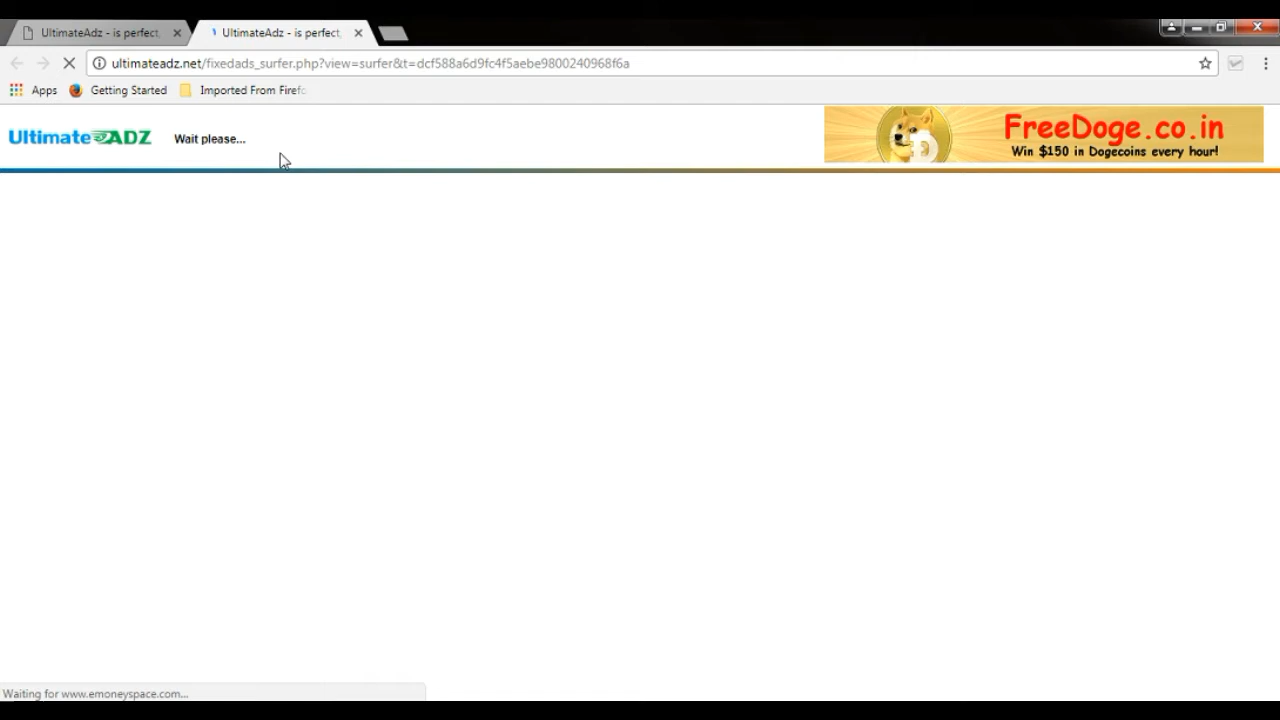 UltimateAdz - is perfect,
UltimateAdz - is perfect,
ultimateadz.net/fixedads_surfer.php?view=surfer&t=dcf588a6d9fc4f5aebe9800240968f6a
Apps
Getting Started
Imported From Firefo
UltimateADZ
Wait please...
FreeDoge.co.in
Win $150 in Dogecoins every hour!
Waiting for www.emoneyspace.com...